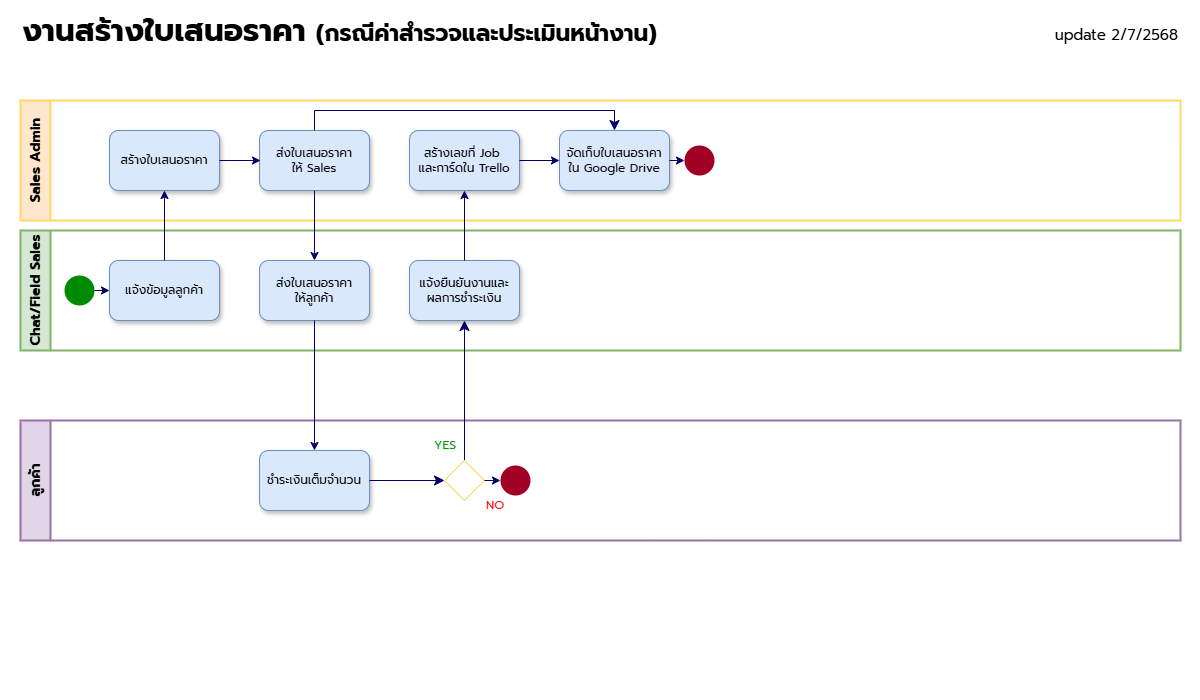 งานสร้างใบเสนอราคา (กรณีค่าสำรวจและประเมินหน้างาน)
update 2/7/2568
Sales Admin
สร้างใบเสนอราคา
ส่งใบเสนอราคา
ให้ Sales
สร้างเลขที่ Job
และการ์ดใน Trello
จัดเก็บใบเสนอราคา
ใน Google Drive
Chat/Field Sales
แจ้งข้อมูลลูกค้า
ส่งใบเสนอราคา
ให้ลูกค้า
แจ้งยืนยันงานและ
ผลการชำระเงิน
ลูกค้า
ชำระเงินเต็มจำนวน
YES
NO